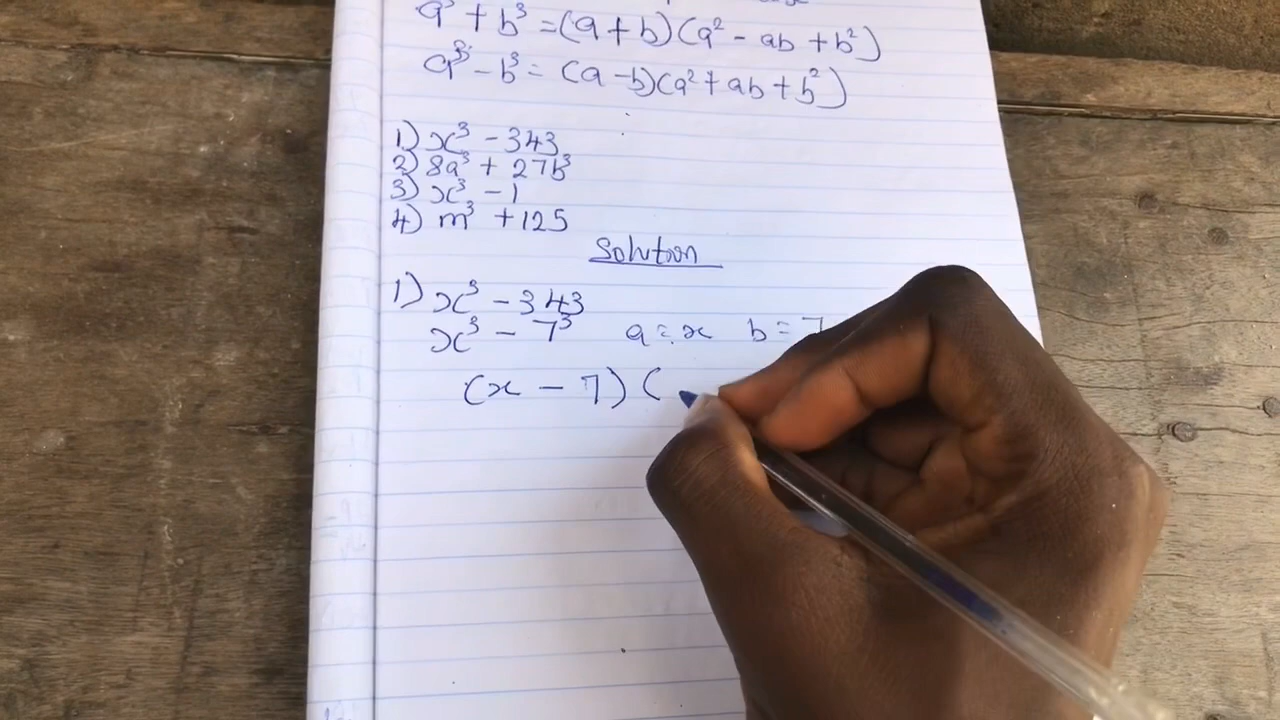 a³ + b³ = (a + b)(a² - ab + b²)
a³ - b³ = (a - b)(a² + ab + b²)
1) x³ - 343
2) 8a³ + 27b³
3) x³ - 1
4) m³ + 125
Solution
1) x³ - 343
x³ - 7³ a = x b = 7
(x - 7) (